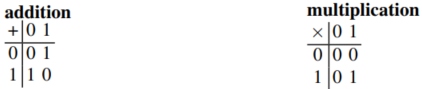 addition
+ 0 1
0 0 1
1 1 0
multiplication
× 0 1
0 0 0
1 0 1